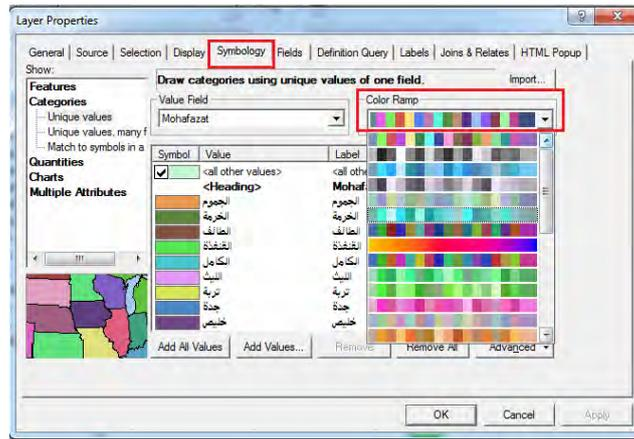 Layer Properties
General Source Selection Display Symbology Fields Definition Query Labels Joins & Relates HTML Popup
Show:
Features
Categories
Unique values
Unique values, many f
Match to symbols in a
Quantities
Charts
Multiple Attributes
Draw categories using unique values of one field.
Import...
Value Field
Mohafazat
Color Ramp
Symbol Value Label
<all other values> <all othe
<Heading> Mohaf
الجموم الجموم
الخرمة الخرمة
الطائف الطائف
القنفذة القنفذة
الكامل الكامل
الليث الليث
تربة تربة
جدة جدة
خليص خليص
Add All Values Add Values... Remove Remove All Advanced
OK Cancel Apply